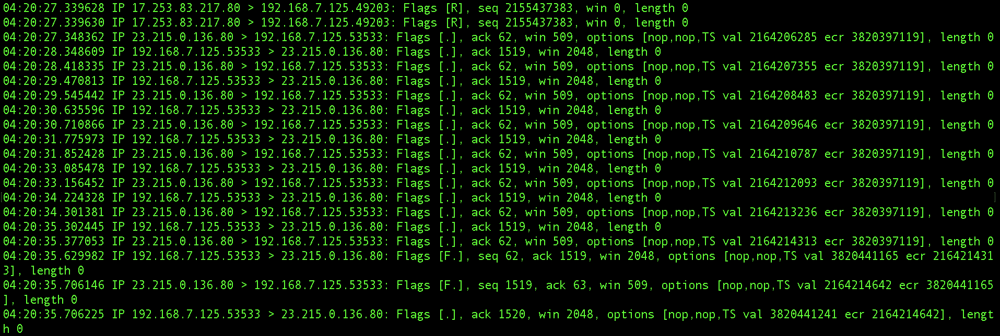 04:20:27.339628 IP 17.253.83.217.80 > 192.168.7.125.49203: Flags [R], seq 2155437383, win 0, length 0
04:20:27.339630 IP 17.253.83.217.80 > 192.168.7.125.49203: Flags [R], seq 2155437383, win 0, length 0
04:20:27.348362 IP 23.215.0.136.80 > 192.168.7.125.53533: Flags [.], ack 62, win 509, options [nop,nop,TS val 2164206285 ecr 3820397119], length 0
04:20:28.348609 IP 192.168.7.125.53533 > 23.215.0.136.80: Flags [.], ack 1519, win 2048, length 0
04:20:28.418335 IP 23.215.0.136.80 > 192.168.7.125.53533: Flags [.], ack 62, win 509, options [nop,nop,TS val 2164207355 ecr 3820397119], length 0
04:20:29.470813 IP 192.168.7.125.53533 > 23.215.0.136.80: Flags [.], ack 1519, win 2048, length 0
04:20:29.545442 IP 23.215.0.136.80 > 192.168.7.125.53533: Flags [.], ack 62, win 509, options [nop,nop,TS val 2164208483 ecr 3820397119], length 0
04:20:30.635596 IP 192.168.7.125.53533 > 23.215.0.136.80: Flags [.], ack 1519, win 2048, length 0
04:20:30.710866 IP 23.215.0.136.80 > 192.168.7.125.53533: Flags [.], ack 62, win 509, options [nop,nop,TS val 2164209646 ecr 3820397119], length 0
04:20:31.775973 IP 192.168.7.125.53533 > 23.215.0.136.80: Flags [.], ack 1519, win 2048, length 0
04:20:31.852428 IP 23.215.0.136.80 > 192.168.7.125.53533: Flags [.], ack 62, win 509, options [nop,nop,TS val 2164210787 ecr 3820397119], length 0
04:20:33.085478 IP 192.168.7.125.53533 > 23.215.0.136.80: Flags [.], ack 1519, win 2048, length 0
04:20:33.156452 IP 23.215.0.136.80 > 192.168.7.125.53533: Flags [.], ack 62, win 509, options [nop,nop,TS val 2164212093 ecr 3820397119], length 0
04:20:34.224328 IP 192.168.7.125.53533 > 23.215.0.136.80: Flags [.], ack 1519, win 2048, length 0
04:20:34.301381 IP 23.215.0.136.80 > 192.168.7.125.53533: Flags [.], ack 62, win 509, options [nop,nop,TS val 2164213236 ecr 3820397119], length 0
04:20:35.302445 IP 192.168.7.125.53533 > 23.215.0.136.80: Flags [.], ack 1519, win 2048, length 0
04:20:35.377053 IP 23.215.0.136.80 > 192.168.7.125.53533: Flags [.], ack 62, win 509, options [nop,nop,TS val 2164214313 ecr 3820397119], length 0
04:20:35.629982 IP 192.168.7.125.53533 > 23.215.0.136.80: Flags [F.], seq 62, ack 1519, win 2048, options [nop,nop,TS val 3820441165 ecr 216421431
3], length 0
04:20:35.706146 IP 23.215.0.136.80 > 192.168.7.125.53533: Flags [F.], seq 1519, ack 63, win 509, options [nop,nop,TS val 2164214642 ecr 3820441165
], length 0
04:20:35.706225 IP 192.168.7.125.53533 > 23.215.0.136.80: Flags [.], ack 1520, win 2048, options [nop,nop,TS val 3820441241 ecr 2164214642], lengt
h 0